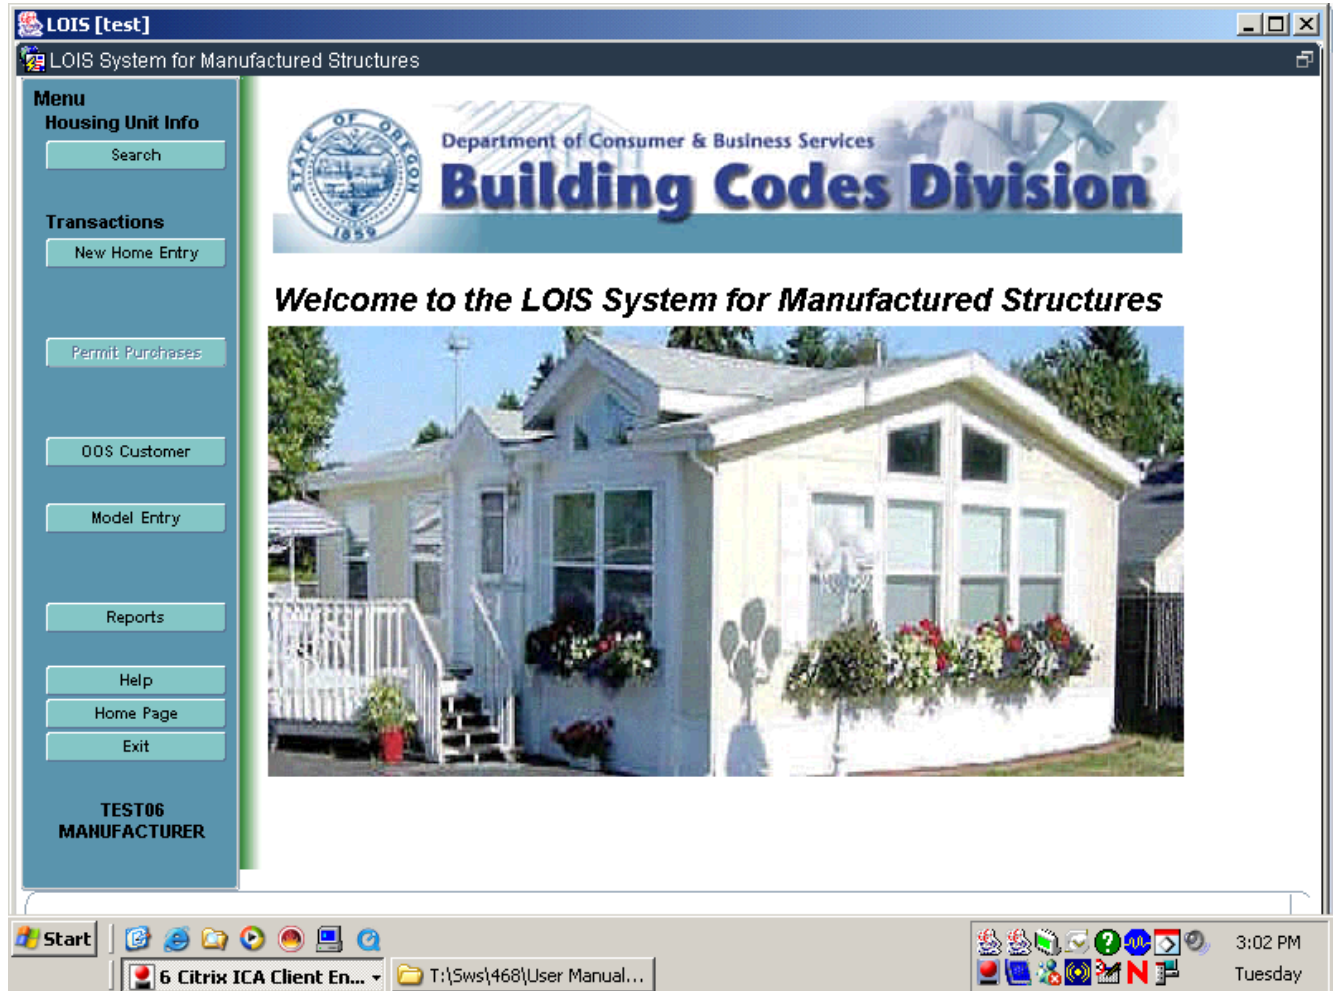 LOIS [test]
LOIS System for Manufactured Structures
Menu
Housing Unit Info
Search
Transactions
New Home Entry
Permit Purchases
OOS Customer
Model Entry
Reports
Help
Home Page
Exit
TEST06
MANUFACTURER
STATE OF OREGON
1859
Department of Consumer & Business Services
Building Codes Division
Welcome to the LOIS System for Manufactured Structures
Start
3:02 PM
6 Citrix ICA Client En...
T:\Sws\468\User Manual...
Tuesday